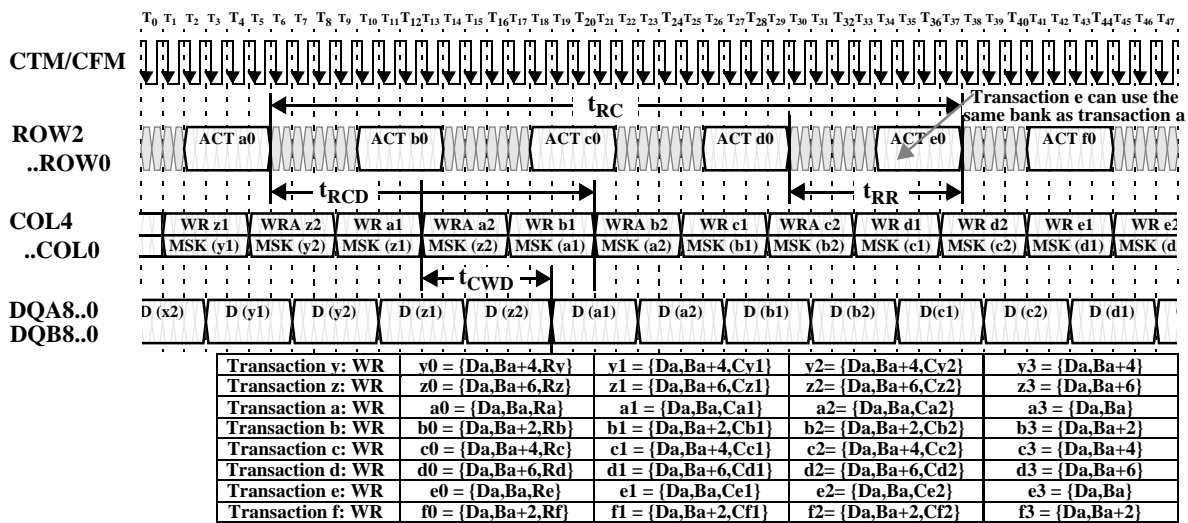 T0 T1 T2 T3 T4 T5 T6 T7 T8 T9 T10 T11 T12 T13 T14 T15 T16 T17 T18 T19 T20 T21 T22 T23 T24 T25 T26 T27 T28 T29 T30 T31 T32 T33 T34 T35 T36 T37 T38 T39 T40 T41 T42 T43 T44 T45 T46 T47
CTM/CFM
tRC
Transaction e can use the
same bank as transaction a
ROW2
..ROW0
ACT a0 ACT b0 ACT c0 ACT d0 ACT e0 ACT f0
tRCD tRR
COL4
..COL0
WR z1 WRA z2 WR a1 WRA a2 WR b1 WRA b2 WR c1 WRA c2 WR d1 WR d2 WR e1 WR e2
MSK (y1) MSK (y2) MSK (z1) MSK (z2) MSK (a1) MSK (a2) MSK (b1) MSK (b2) MSK (c1) MSK (c2) MSK (d1) MSK (d
tCWD
DQA8..0
DQB8..0
D (x2) D (y1) D (y2) D (z1) D (z2) D (a1) D (a2) D (b1) D (b2) D(c1) D (c2) D (d1)
Transaction y: WR y0 = {Da,Ba+4,Ry} y1 = {Da,Ba+4,Cy1} y2= {Da,Ba+4,Cy2} y3 = {Da,Ba+4}
Transaction z: WR z0 = {Da,Ba+6,Rz} z1 = {Da,Ba+6,Cz1} z2= {Da,Ba+6,Cz2} z3 = {Da,Ba+6}
Transaction a: WR a0 = {Da,Ba,Ra} a1 = {Da,Ba,Ca1} a2= {Da,Ba,Ca2} a3 = {Da,Ba}
Transaction b: WR b0 = {Da,Ba+2,Rb} b1 = {Da,Ba+2,Cb1} b2= {Da,Ba+2,Cb2} b3 = {Da,Ba+2}
Transaction c: WR c0 = {Da,Ba+4,Rc} c1 = {Da,Ba+4,Cc1} c2= {Da,Ba+4,Cc2} c3 = {Da,Ba+4}
Transaction d: WR d0 = {Da,Ba+6,Rd} d1 = {Da,Ba+6,Cd1} d2= {Da,Ba+6,Cd2} d3 = {Da,Ba+6}
Transaction e: WR e0 = {Da,Ba,Re} e1 = {Da,Ba,Ce1} e2= {Da,Ba,Ce2} e3 = {Da,Ba}
Transaction f: WR f0 = {Da,Ba+2,Rf} f1 = {Da,Ba+2,Cf1} f2= {Da,Ba+2,Cf2} f3 = {Da,Ba+2}